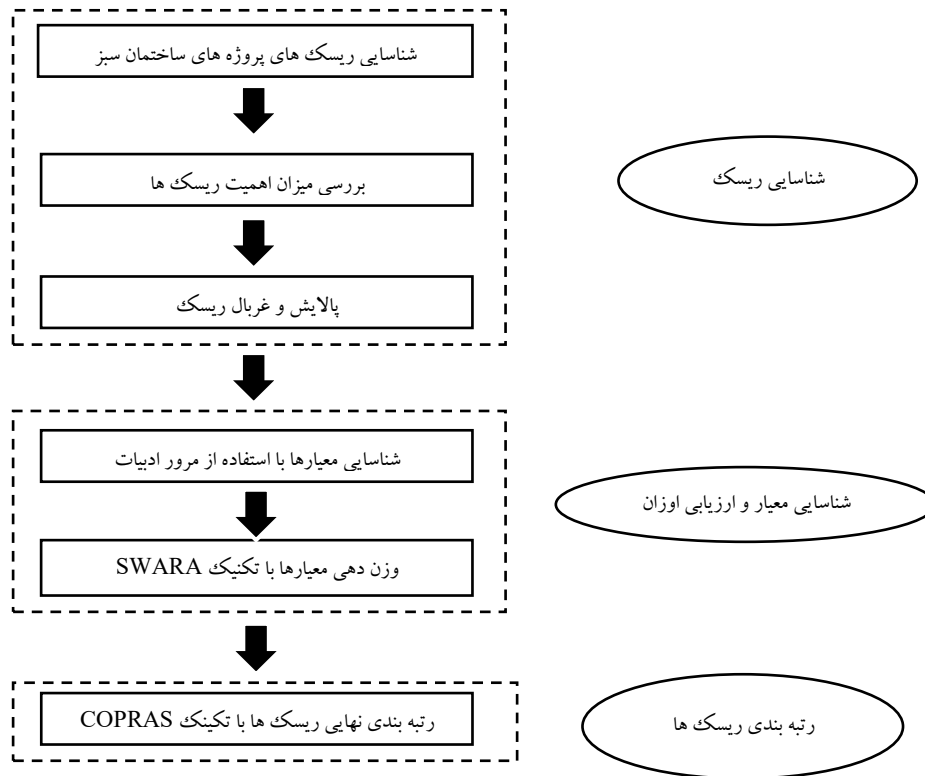 شناسایی ریسک های پروژه های ساختمان سبز
بررسی میزان اهمیت ریسک ها
شناسایی ریسک
پالایش و غربال ریسک
شناسایی معیارها با استفاده از مرور ادبیات
شناسایی معیار و ارزیابی اوزان
وزن دهی معیارها با تکنیک SWARA
رتبه بندی نهایی ریسک ها با تکینک COPRAS
رتبه بندی ریسک ها